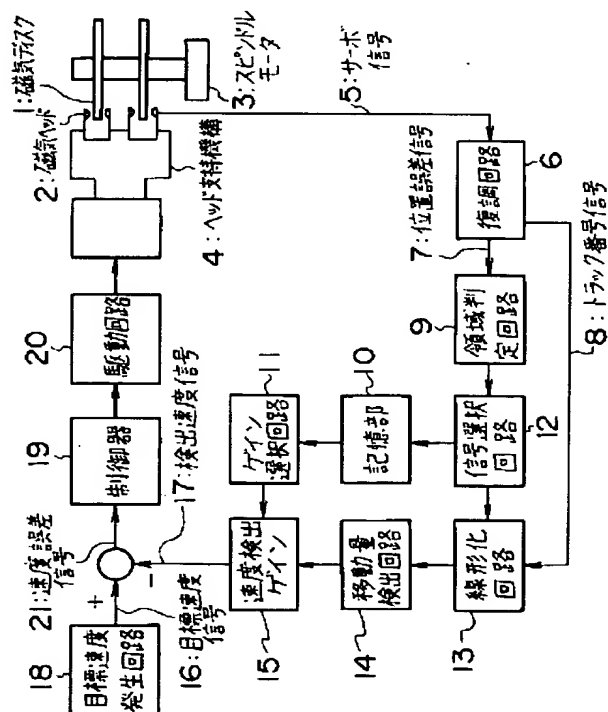 1:磁気ディスク
2:磁気ヘッド
3:スピンドル
モータ
4:ヘッド支持機構
5:サーボ
信号
6
復調回路
7:位置誤差信号
8:トラック番号信号
9
領域判
定回路
10
記憶部
11
ゲイン
選択回路
12
信号選択
回路
13
線形化
回路
14
移動量
検出回路
15
速度検出
ゲイン
16:目標速度
信号
17:検出速度信号
18
目標速度
発生回路
19
制御器
20
駆動回路
21:速度誤差
信号
+
-